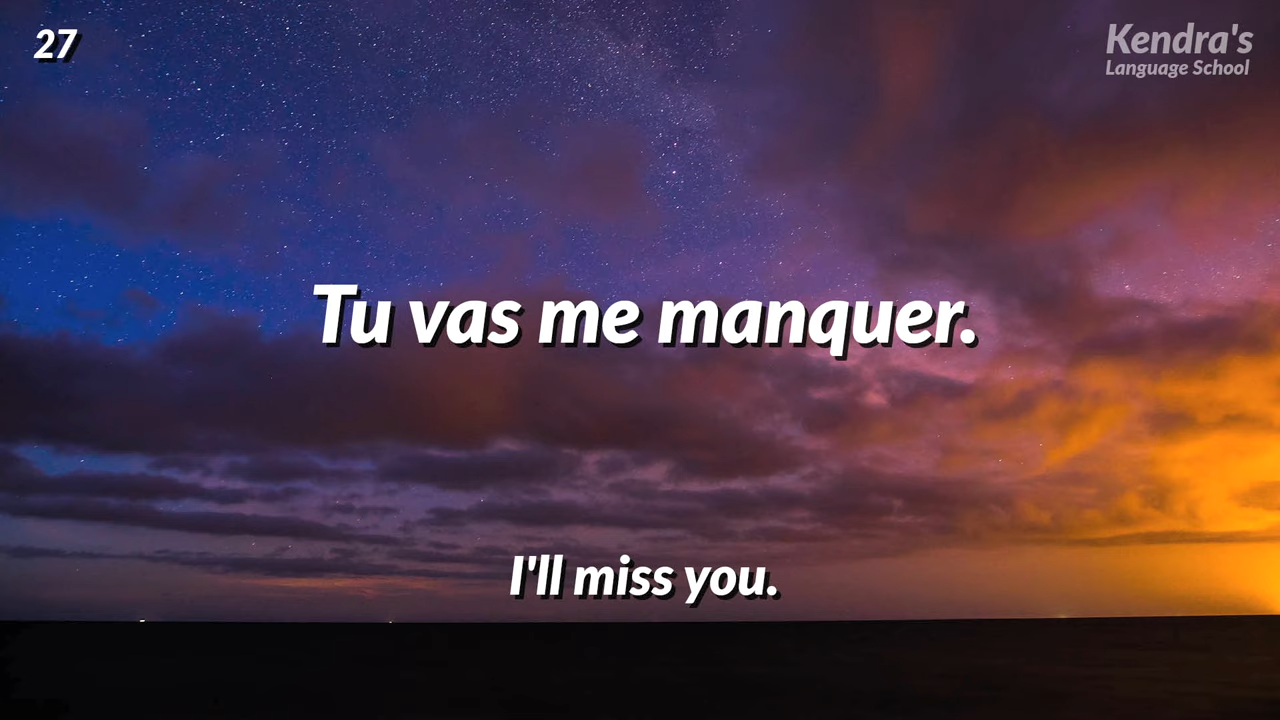 27
Kendra's
Language School
Tu vas me manquer.
I'll miss you.